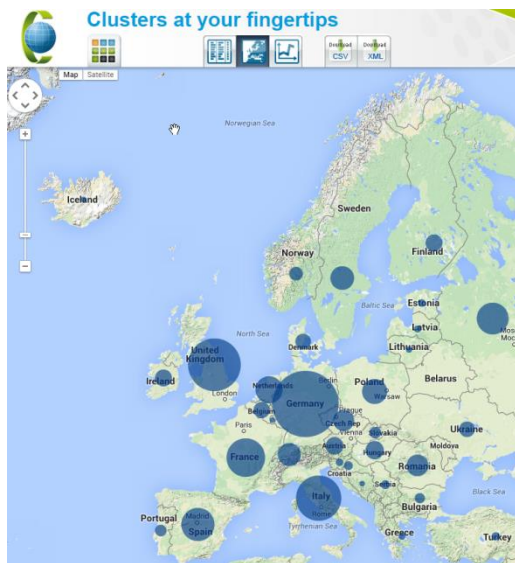 Clusters at your fingertips
Download
CSV
Download
XML
Map
Satellite
Norwegian Sea
Iceland
Sweden
Finland
Norway
Estonia
Baltic Sea
Latvia
North Sea
Denmark
Lithuania
United
Kingdom
Ireland
Belarus
Netherlands
Berlin
Poland
Warsaw
London
Germany
Belgium
Prague
Czech Rep
Ukraine
Paris
Vienna
Slovakia
Austria
Moldova
France
Hungary
Croatia
Romania
Serbia
Italy
Black Sea
Bulgaria
Rome
Portugal
Madrid
Spain
Tyrrhenian Sea
Greece
Turkey